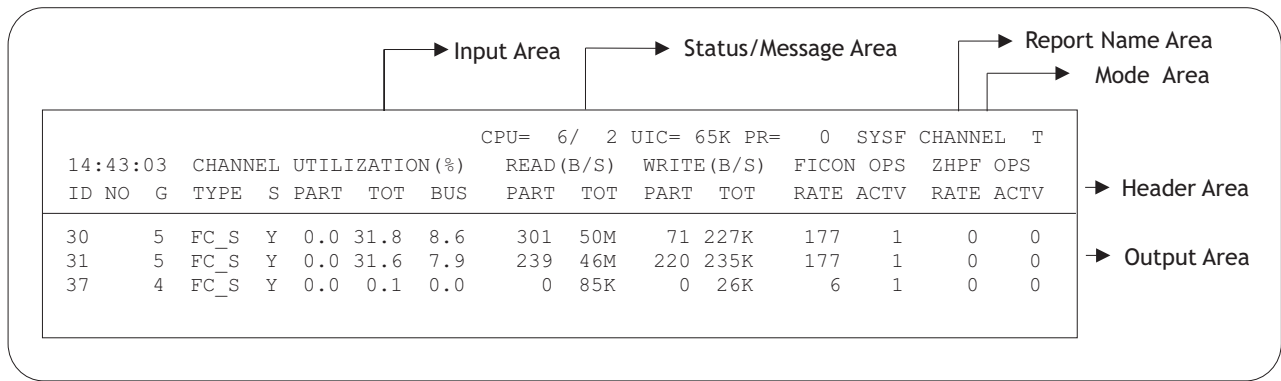 Input Area Status/Message Area Report Name Area
Mode Area
CPU= 6/ 2 UIC= 65K PR= 0 SYSF CHANNEL T
14:43:03 CHANNEL UTILIZATION(%) READ(B/S) WRITE(B/S) FICON OPS ZHPF OPS
ID NO G TYPE S PART TOT BUS PART TOT PART TOT RATE ACTV RATE ACTV
Header Area
30 5 FC_S Y 0.0 31.8 8.6 301 50M 71 227K 177 1 0 0
31 5 FC_S Y 0.0 31.6 7.9 239 46M 220 235K 177 1 0 0
Output Area
37 4 FC_S Y 0.0 0.1 0.0 0 85K 0 26K 6 1 0 0